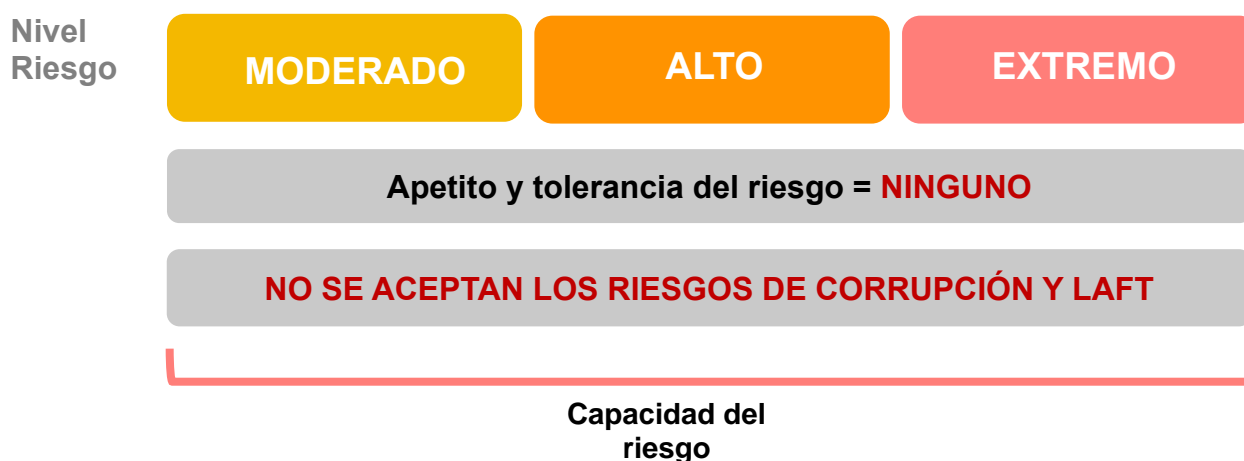 Nivel
Riesgo
MODERADO
ALTO
EXTREMO
Apetito y tolerancia del riesgo = NINGUNO
NO SE ACEPTAN LOS RIESGOS DE CORRUPCIÓN Y LAFT
Capacidad del
riesgo